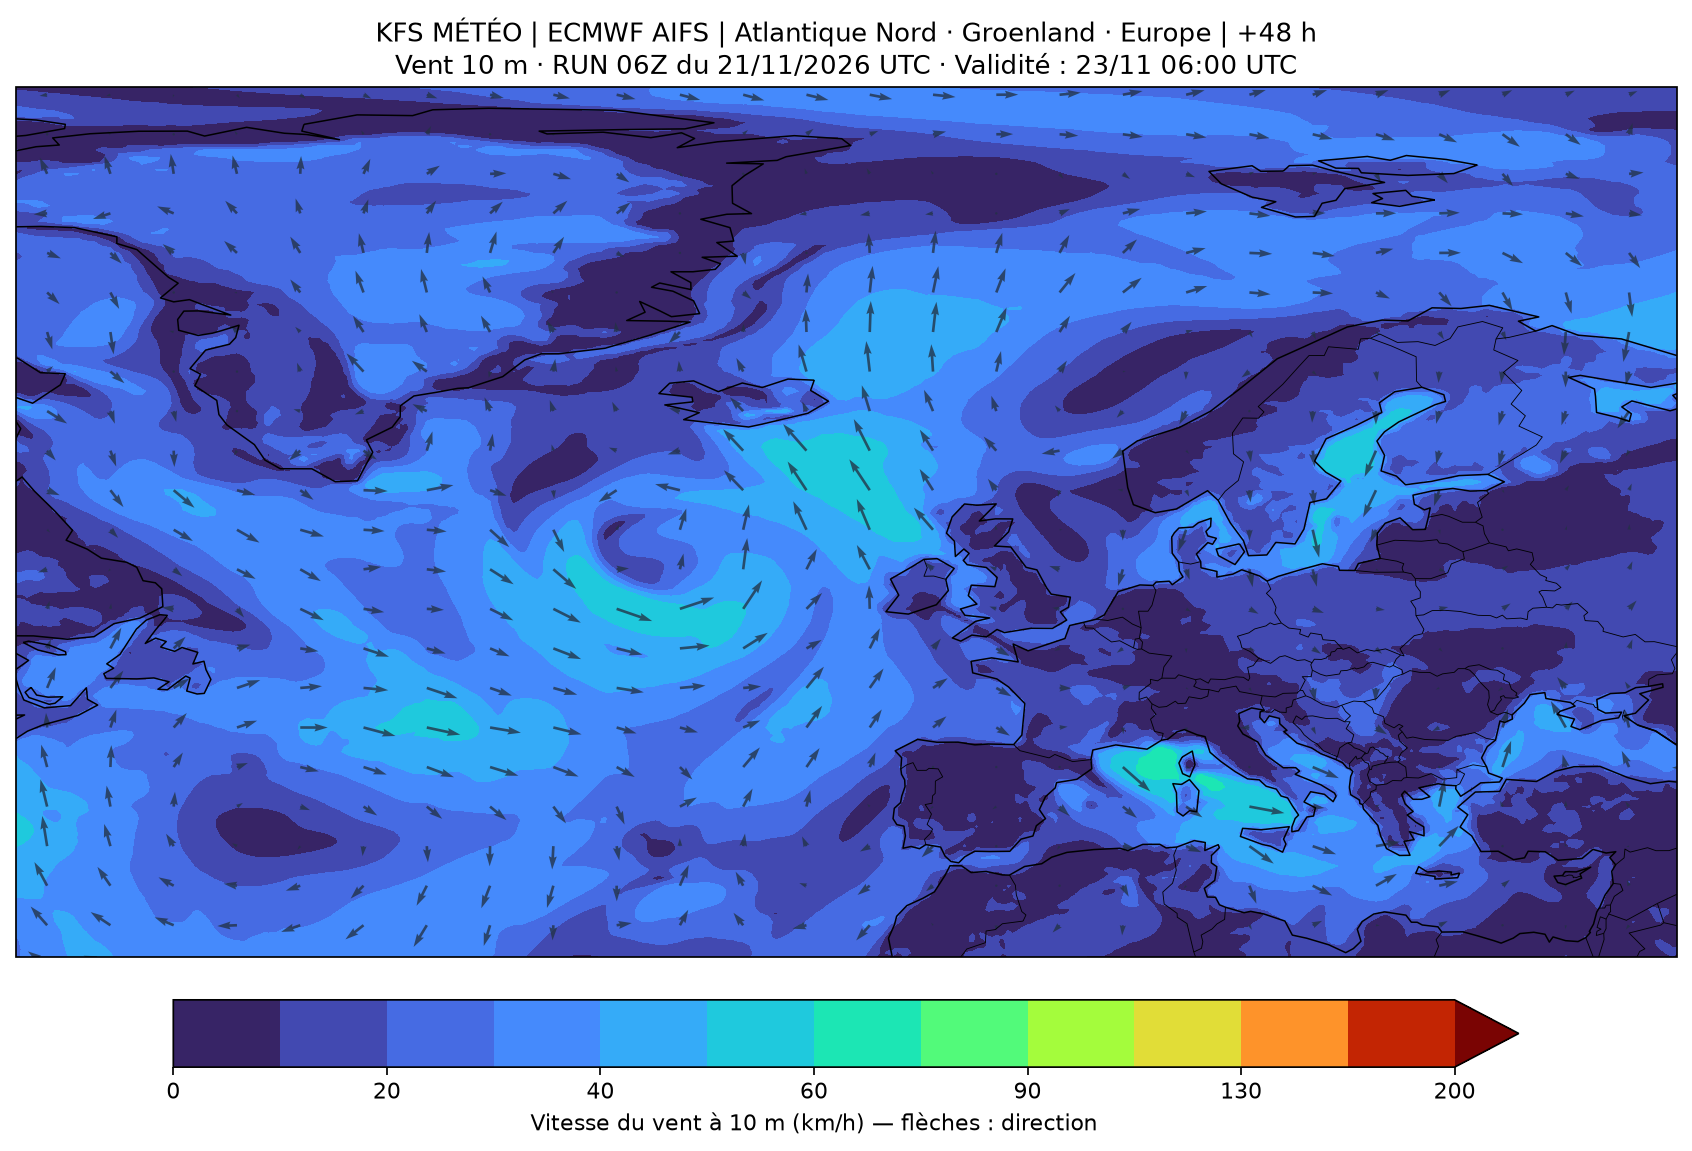 KFS MÉTÉO | ECMWF AIFS | Atlantique Nord · Groenland · Europe | +48 h
Vent 10 m · RUN 06Z du 21/11/2026 UTC · Validité : 23/11 06:00 UTC
0 20 40 60 90 130 200
Vitesse du vent à 10 m (km/h) — flèches : direction